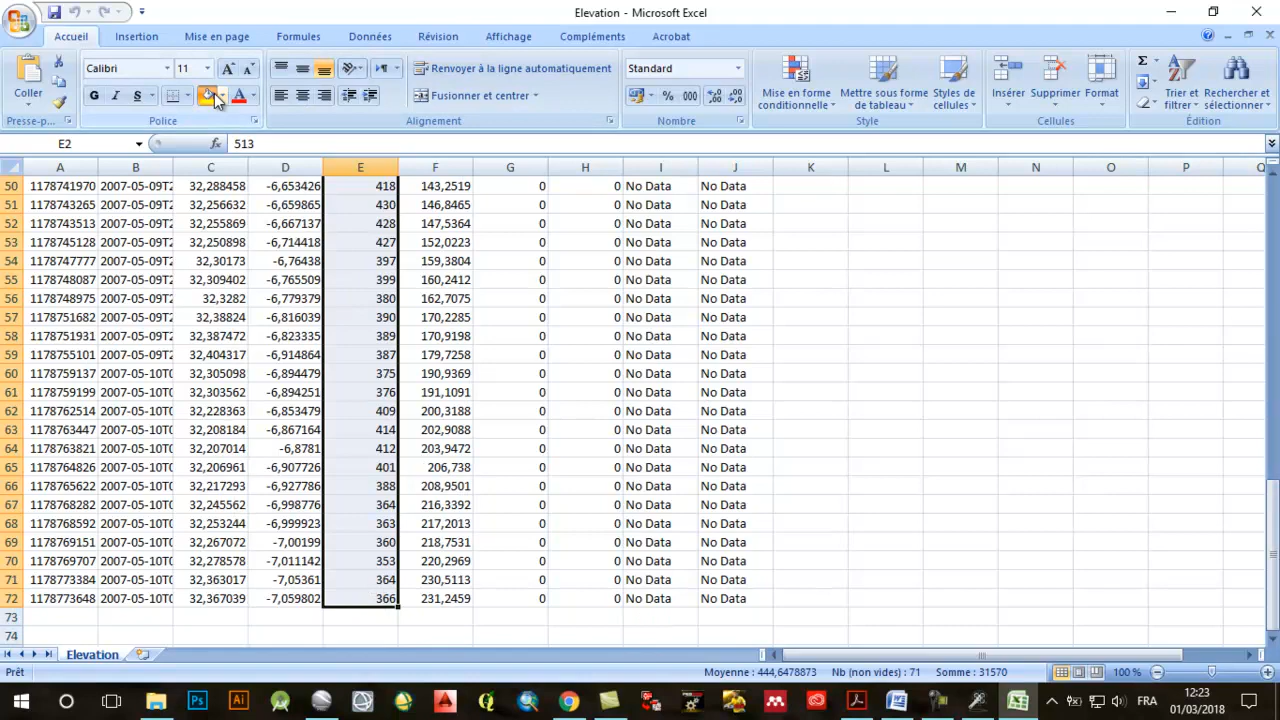 Elevation - Microsoft Excel
Accueil Insertion Mise en page Formules Données Révision Affichage Compléments Acrobat
Coller
Presse-p...
Calibri 11
G I S
Police
Renvoyer à la ligne automatiquement
Fusionner et centrer
Alignement
Standard
% 000
Nombre
Mise en forme conditionnelle
Mettre sous forme de tableau
Styles de cellules
Style
Insérer Supprimer Format
Cellules
Trier et filtrer
Rechercher et sélectionner
Édition
E2 fx 513
A B C D E F G H I J K L M N O P Q
50 1178741970 2007-05-09T2 32,288458 -6,653426 418 143,2519 0 0 No Data No Data
51 1178743265 2007-05-09T2 32,256632 -6,659865 430 146,8465 0 0 No Data No Data
52 1178743513 2007-05-09T2 32,255869 -6,667137 428 147,5364 0 0 No Data No Data
53 1178745128 2007-05-09T2 32,250898 -6,714418 427 152,0223 0 0 No Data No Data
54 1178747777 2007-05-09T2 32,30173 -6,76438 397 159,3804 0 0 No Data No Data
55 1178748087 2007-05-09T2 32,309402 -6,765509 399 160,2412 0 0 No Data No Data
56 1178748975 2007-05-09T2 32,3282 -6,779379 380 162,7075 0 0 No Data No Data
57 1178751682 2007-05-09T2 32,38824 -6,816039 390 170,2285 0 0 No Data No Data
58 1178751931 2007-05-09T2 32,387472 -6,823335 389 170,9198 0 0 No Data No Data
59 1178755101 2007-05-09T2 32,404317 -6,914864 387 179,7258 0 0 No Data No Data
60 1178759137 2007-05-10T0 32,305098 -6,894479 375 190,9369 0 0 No Data No Data
61 1178759199 2007-05-10T0 32,303562 -6,894251 376 191,1091 0 0 No Data No Data
62 1178762514 2007-05-10T0 32,228363 -6,853479 409 200,3188 0 0 No Data No Data
63 1178763447 2007-05-10T0 32,208184 -6,867164 414 202,9088 0 0 No Data No Data
64 1178763821 2007-05-10T0 32,207014 -6,8781 412 203,9472 0 0 No Data No Data
65 1178764826 2007-05-10T0 32,206961 -6,907726 401 206,738 0 0 No Data No Data
66 1178765622 2007-05-10T0 32,217293 -6,927786 388 208,9501 0 0 No Data No Data
67 1178768282 2007-05-10T0 32,245562 -6,998776 364 216,3392 0 0 No Data No Data
68 1178768592 2007-05-10T0 32,253244 -6,999923 363 217,2013 0 0 No Data No Data
69 1178769151 2007-05-10T0 32,267072 -7,00199 360 218,7531 0 0 No Data No Data
70 1178769707 2007-05-10T0 32,278578 -7,011142 353 220,2969 0 0 No Data No Data
71 1178773384 2007-05-10T0 32,363017 -7,05361 364 230,5113 0 0 No Data No Data
72 1178773648 2007-05-10T0 32,367039 -7,059802 366 231,2459 0 0 No Data No Data
73
74
Elevation
Prêt Moyenne : 444,6478873 Nb (non vides) : 71 Somme : 31570 100 %
Ps Ai FRA 12:23
01/03/2018